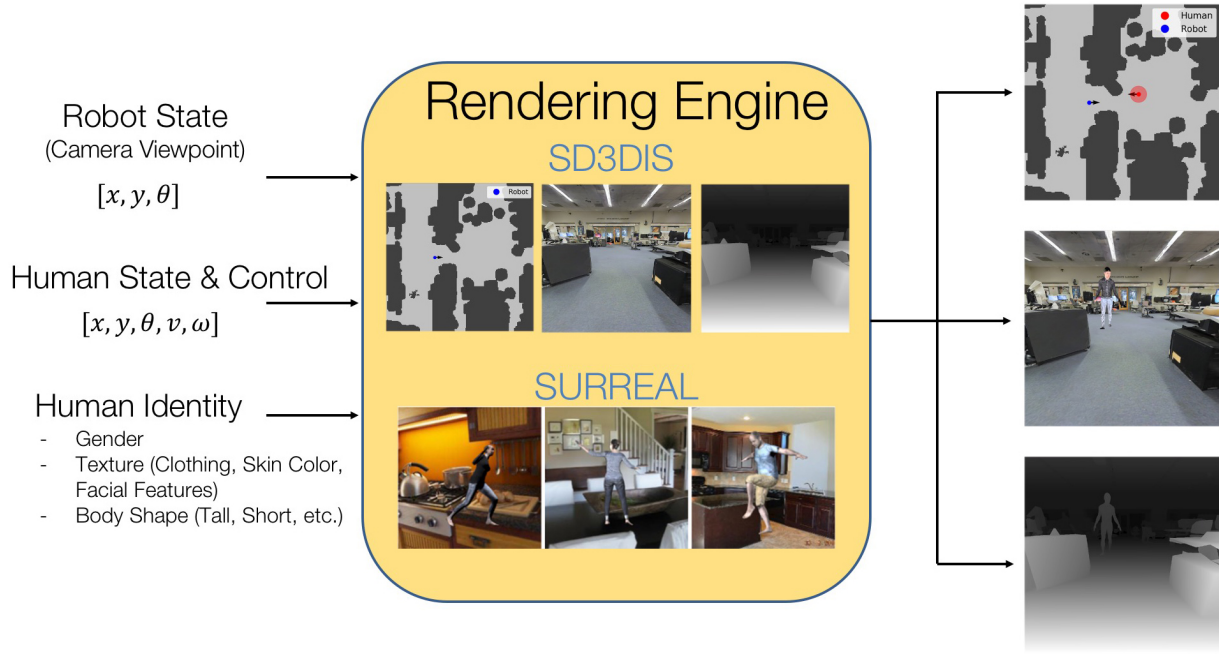 Robot State
(Camera Viewpoint)
[x, y, θ]
Human State & Control
[x, y, θ, v, ω]
Human Identity
- Gender
- Texture (Clothing, Skin Color,
Facial Features)
- Body Shape (Tall, Short, etc.)
Rendering Engine
SD3DIS
Robot
SURREAL
Human
Robot